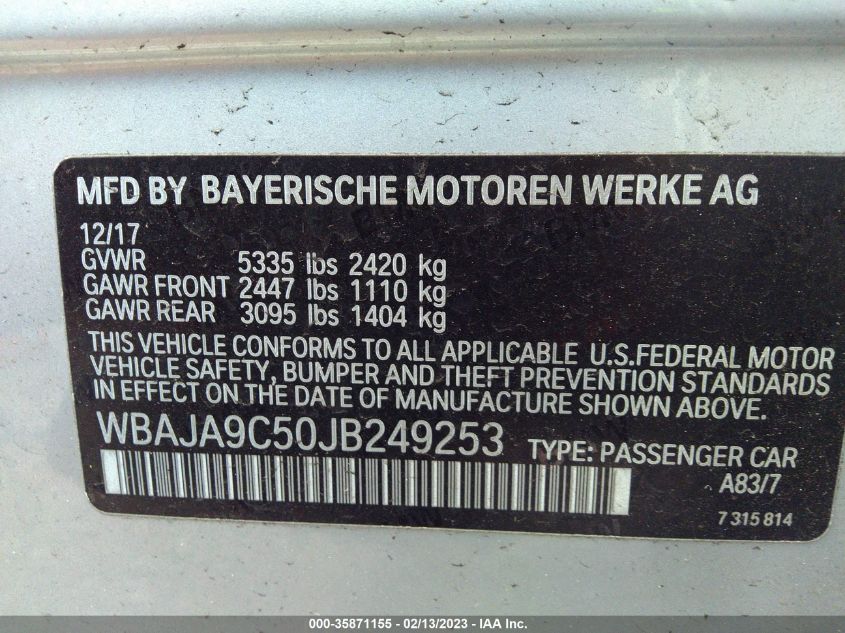 MFD BY BAYERISCHE MOTOREN WERKE AG
12/17
GVWR 5335 lbs 2420 kg
GAWR FRONT 2447 lbs 1110 kg
GAWR REAR 3095 lbs 1404 kg
THIS VEHICLE CONFORMS TO ALL APPLICABLE U.S.FEDERAL MOTOR
VEHICLE SAFETY, BUMPER AND THEFT PREVENTION STANDARDS
IN EFFECT ON THE DATE OF MANUFACTURE SHOWN ABOVE.
WBAJA9C50JB249253 TYPE: PASSENGER CAR
A83/7
7 315 814
000-35871155 - 02/13/2023 - IAA Inc.